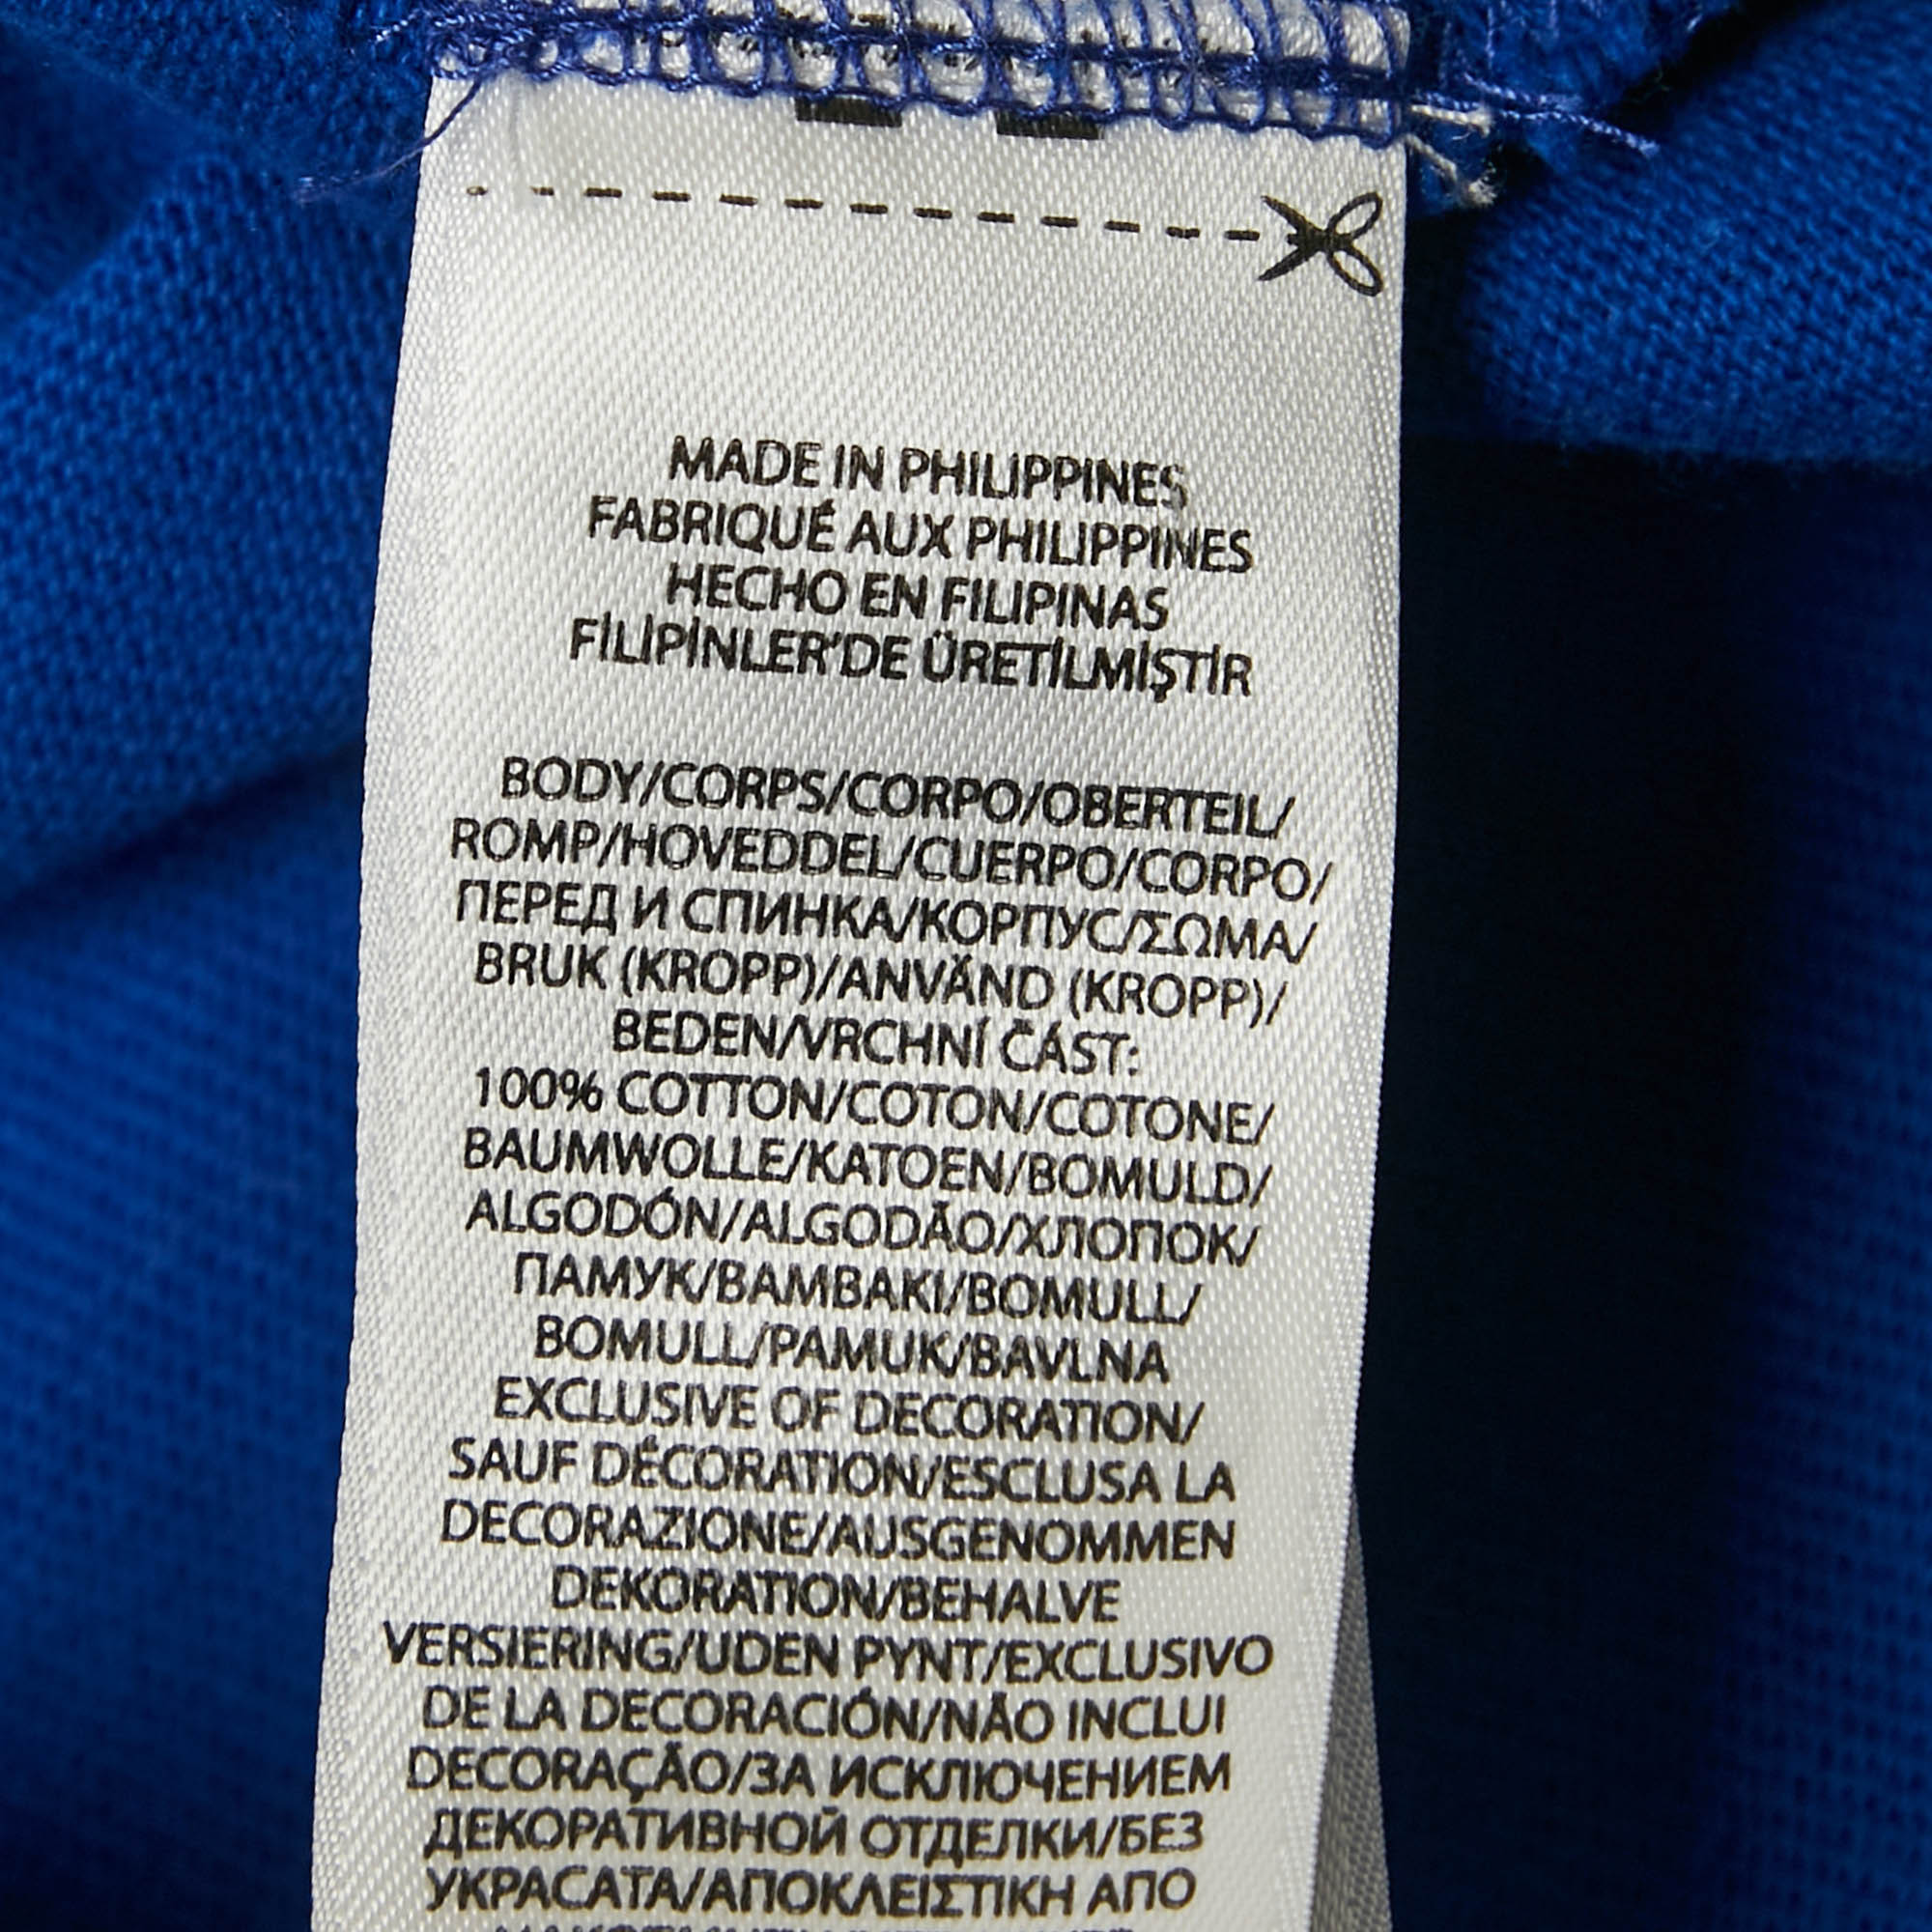 MADE IN PHILIPPINES
FABRIQUÉ AUX PHILIPPINES
HECHO EN FILIPINAS
FİLİPİNLER'DE ÜRETİLMİŞTİR
BODY/CORPS/CORPO/OBERTEIL/
ROMP/HOVEDDEL/CUERPO/CORPO/
ПЕРЕД И СПИНКА/КОРПУС/ΣΩΜΑ/
BRUK (KROPP)/ANVÄND (KROPP)/
BEDEN/VRCHNÍ ČÁST:
100% COTTON/COTON/COTONE/
BAUMWOLLE/KATOEN/BOMULD/
ALGODÓN/ALGODÃO/ХЛОПОК/
ПАМУК/ΒΑΜΒΑΚΙ/BOMULL/
BOMULL/PAMUK/BAVLNA
EXCLUSIVE OF DECORATION/
SAUF DÉCORATION/ESCLUSA LA
DECORAZIONE/AUSGENOMMEN
DEKORATION/BEHALVE
VERSIERING/UDEN PYNT/EXCLUSIVO
DE LA DECORACIÓN/NÃO INCLUI
DECORAÇÃO/ЗА ИСКЛЮЧЕНИЕМ
ДЕКОРАТИВНОЙ ОТДЕЛКИ/БЕЗ
УКРАСАТА/ΑΠΟΚΛΕΙΣΤΙΚΗ ΑΠΟ